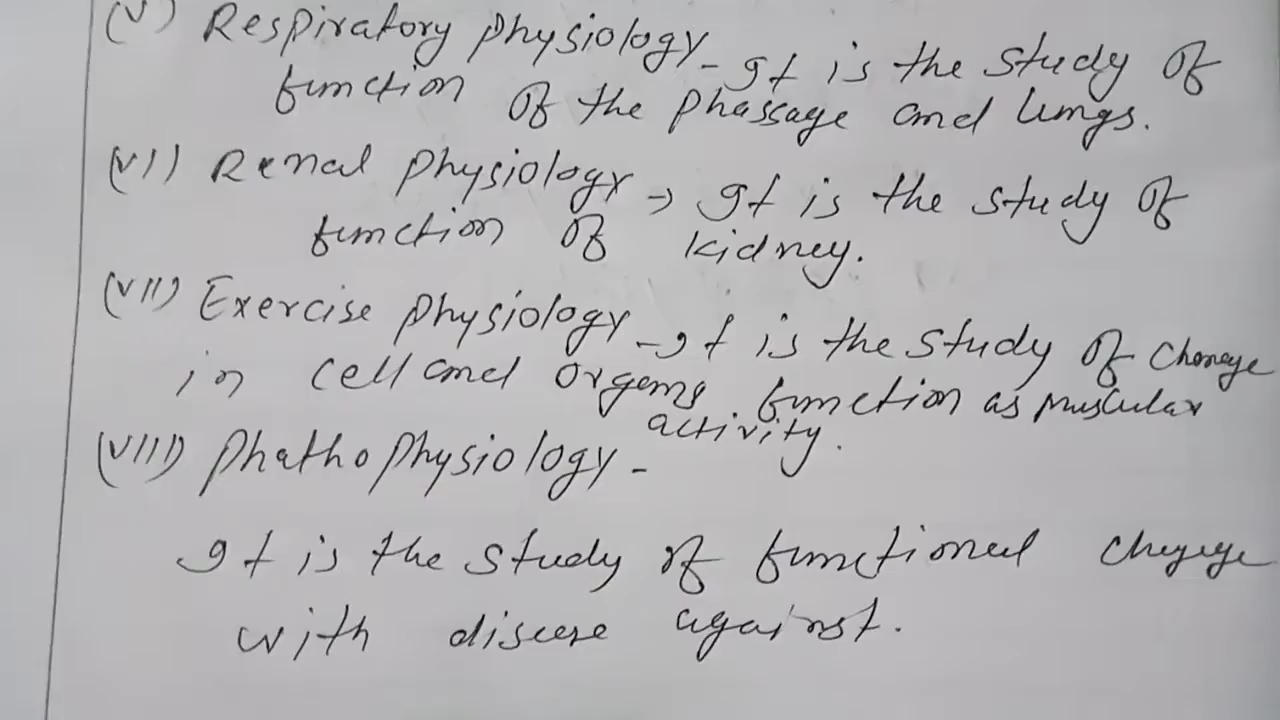 (V) Respiratory physiology - It is the study of
function of the phassage and lungs.
(VI) Renal physiology → It is the study of
function of kidney.
(VII) Exercise physiology - It is the study of change
in cell and organs function as muscular
activity.
(VIII) Phathophysiology -
It is the study of functional
with against.